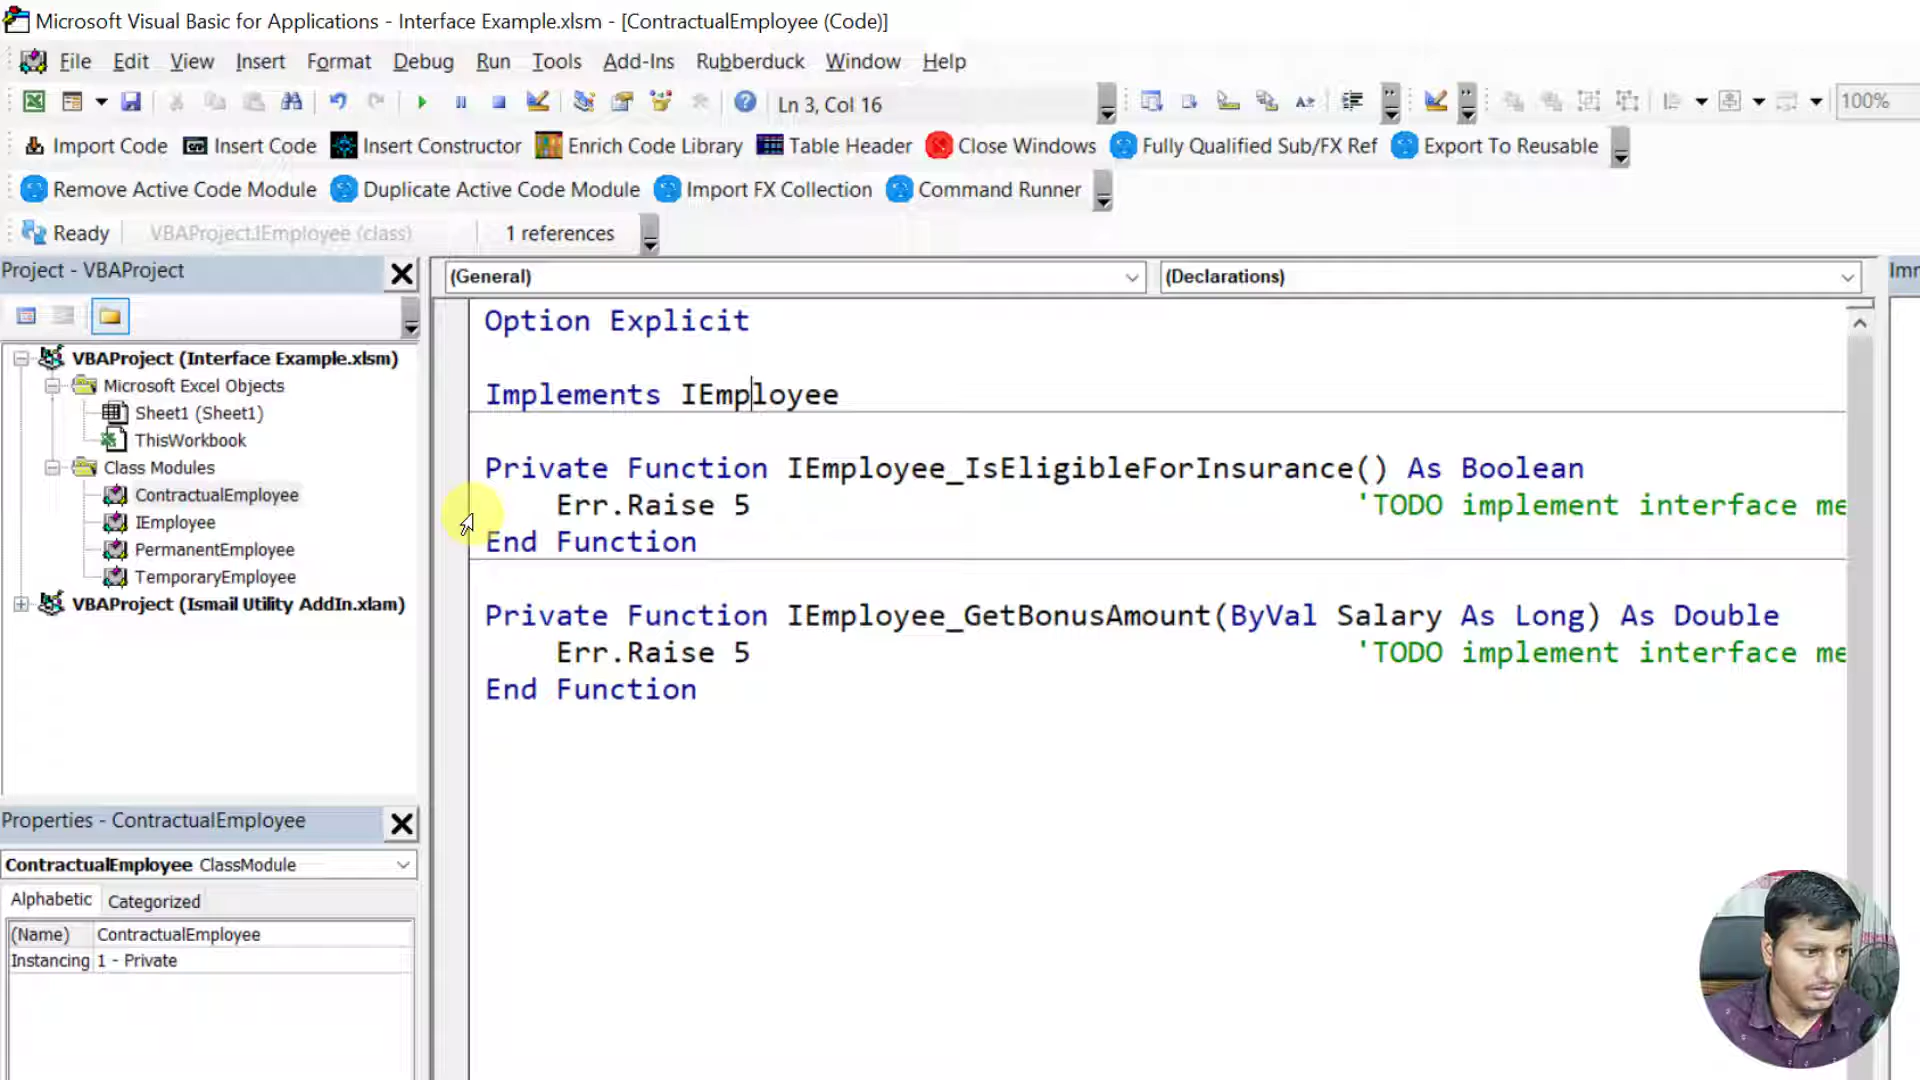 Microsoft Visual Basic for Applications - Interface Example.xlsm - [ContractualEmployee (Code)]
File Edit View Insert Format Debug Run Tools Add-Ins Rubberduck Window Help
Ln 3, Col 16
100%
Import Code Insert Code Insert Constructor Enrich Code Library Table Header Close Windows Fully Qualified Sub/FX Ref Export To Reusable
Remove Active Code Module Duplicate Active Code Module Import FX Collection Command Runner
Ready VBAProject.IEmployee (class) 1 references
Project - VBAProject
VBAProject (Interface Example.xlsm)
Microsoft Excel Objects
Sheet1 (Sheet1)
ThisWorkbook
Class Modules
ContractualEmployee
IEmployee
PermanentEmployee
TemporaryEmployee
VBAProject (Ismail Utility AddIn.xlam)
Properties - ContractualEmployee
ContractualEmployee ClassModule
Alphabetic Categorized
(Name) ContractualEmployee
Instancing 1 - Private
(General) (Declarations)
Option Explicit
Implements IEmployee
Private Function IEmployee_IsEligibleForInsurance() As Boolean
Err.Raise 5 'TODO implement interface me
End Function
Private Function IEmployee_GetBonusAmount(ByVal Salary As Long) As Double
Err.Raise 5 'TODO implement interface me
End Function